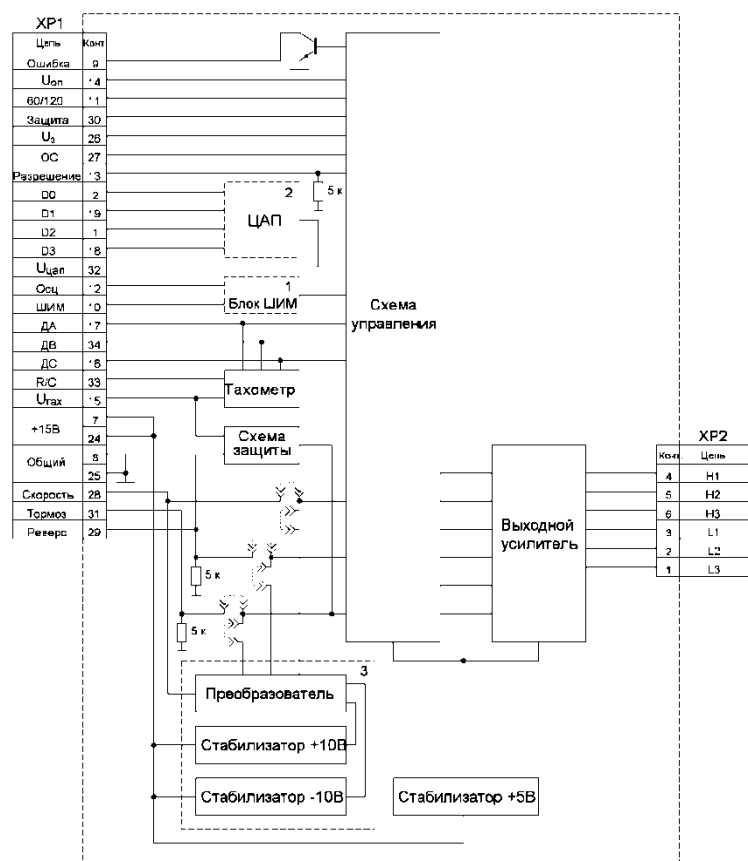 XP1
Цепь Конт
Ошибка 9
Uоп 14
60/120 11
Защита 30
Uз 26
ОС 27
Разрешение 13
D0 2
D1 19
D2 1
D3 18
Uцап 32
Осц 12
ШИМ 10
ДА 17
ДВ 34
ДС 16
R/C 33
Uтах 15
+15В 7
24
Общий 8
25
Скорость 28
Тормоз 31
Реверс 29
5 к
2
ЦАП
1
Блок ШИМ
Тахометр
Схема
защиты
Схема
управления
5 к
5 к
3
Преобразователь
Стабилизатор +10В
Стабилизатор -10В
Стабилизатор +5В
Выходной
усилитель
XP2
Конт. Цепь
4 H1
5 H2
6 H3
3 L1
2 L2
1 L3